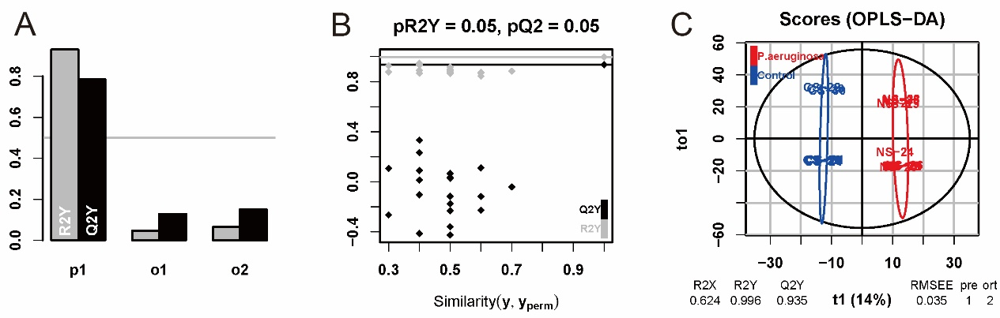 A
0.0
0.2
0.4
0.6
0.8
R2Y
Q2Y
p1
o1
o2
B
pR2Y = 0.05, pQ2 = 0.05
−0.4
0.0
0.4
0.8
Q2Y
R2Y
0.3
0.5
0.7
0.9
Similarity(y, yperm)
C
Scores (OPLS−DA)
to1
60
40
20
0
−20
−60
P.aeruginosa
Control
NS−24
−30
−10
10
30
R2X R2Y Q2Y RMSEE pre ort
0.624 0.996 0.935 t1 (14%) 0.035 1 2